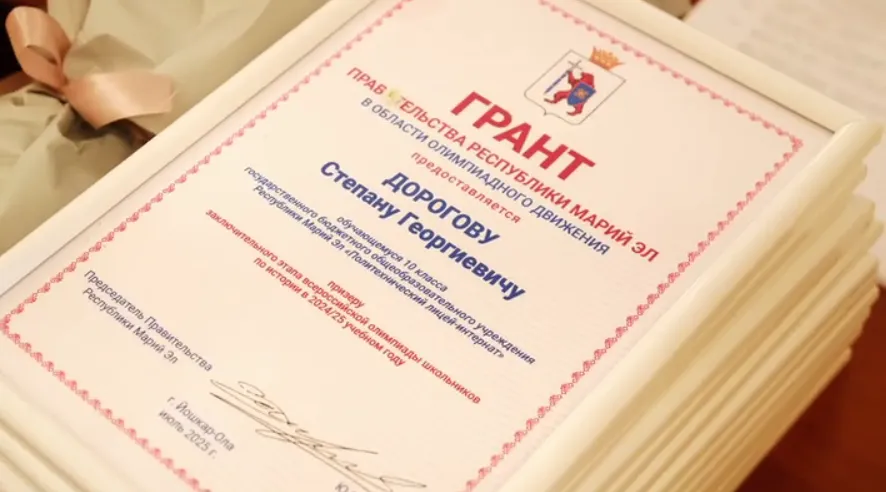 ГРАНТ
ПРАВИТЕЛЬСТВА РЕСПУБЛИКИ МАРИЙ ЭЛ
В ОБЛАСТИ ОЛИМПИАДНОГО ДВИЖЕНИЯ
предоставляется
ДОРОГОВУ
Степану Георгиевичу
обучающемуся 10 класса
государственного бюджетного общеобразовательного учреждения
Республики Марий Эл «Политехнический лицей-интернат»
призеру
заключительного этапа всероссийской олимпиады школьников
по истории в 2024/25 учебном году
Председатель Правительства
Республики Марий Эл
г. Йошкар-Ола
июль 2025 г.